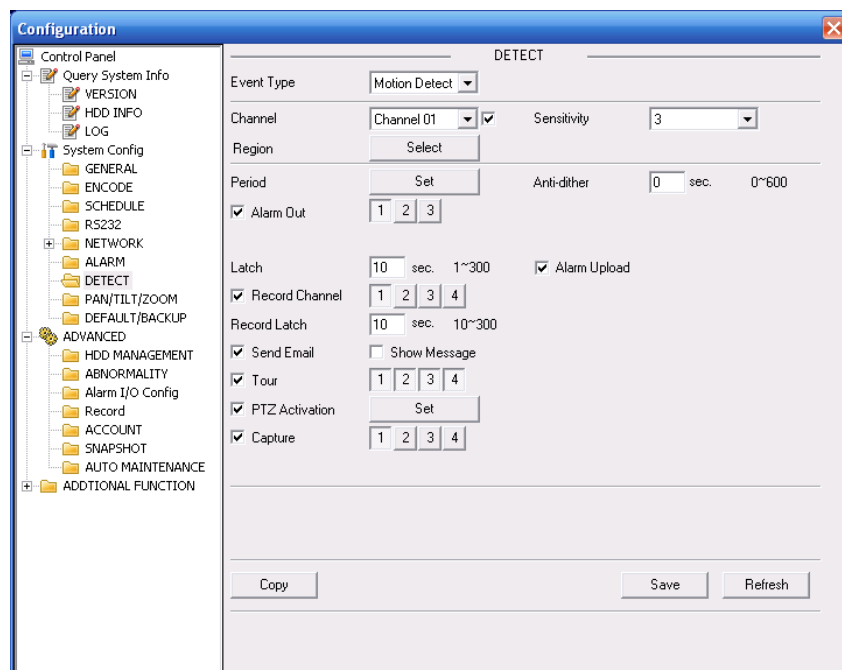 Configuration
Control Panel
Query System Info
VERSION
HDD INFO
LOG
System Config
GENERAL
ENCODE
SCHEDULE
RS232
NETWORK
ALARM
DETECT
PAN/TILT/ZOOM
DEFAULT/BACKUP
ADVANCED
HDD MANAGEMENT
ABNORMALITY
Alarm I/O Config
Record
ACCOUNT
SNAPSHOT
AUTO MAINTENANCE
ADDTIONAL FUNCTION
DETECT
Event Type Motion Detect
Channel Channel 01 Sensitivity 3
Region Select
Period Set Anti-dither 0 sec. 0~600
Alarm Out 1 2 3
Latch 10 sec. 1~300 Alarm Upload
Record Channel 1 2 3 4
Record Latch 10 sec. 10~300
Send Email Show Message
Tour 1 2 3 4
PTZ Activation Set
Capture 1 2 3 4
Copy Save Refresh